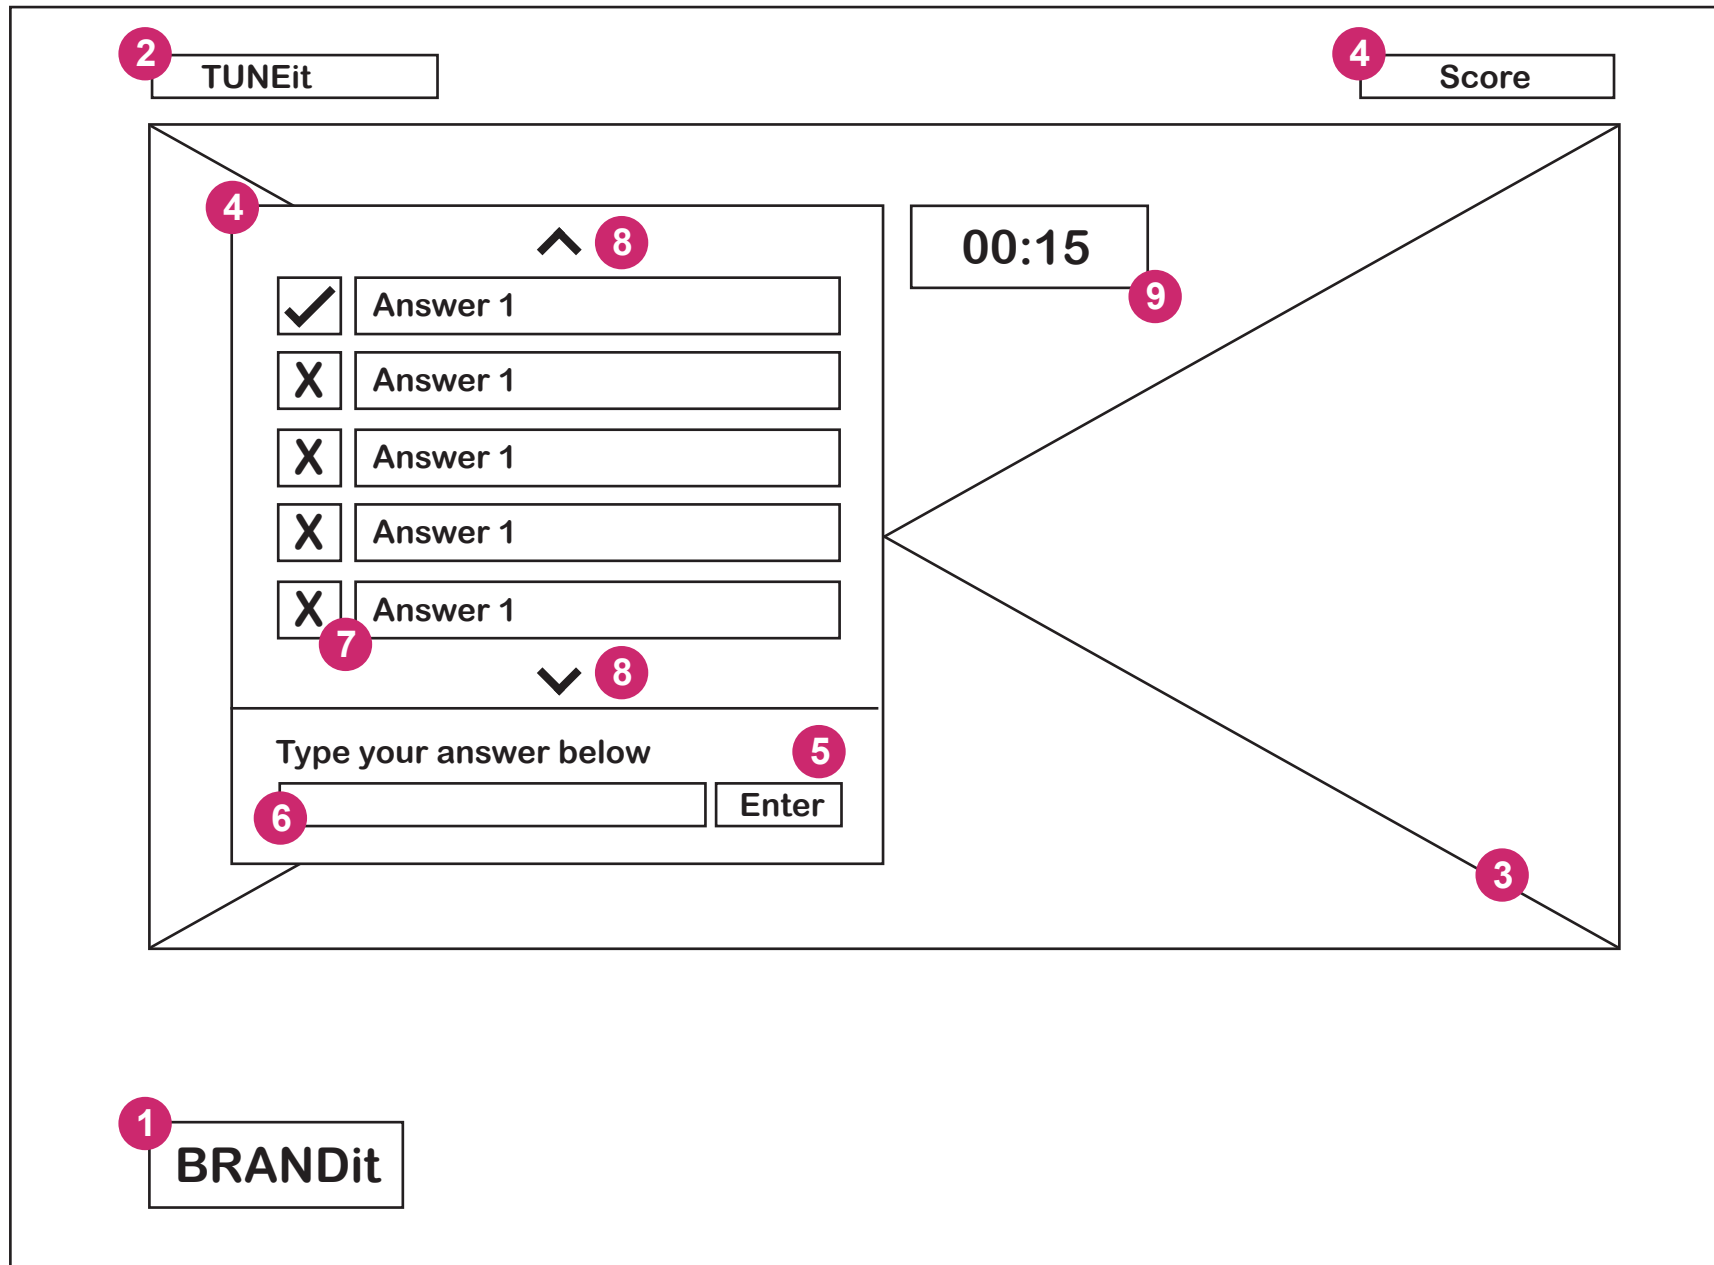 2 TUNEit
4 Score
4
8
00:15
9
Answer 1
X Answer 1
X Answer 1
X Answer 1
X Answer 1
7
8
Type your answer below 5
6 Enter
3
1
BRANDit